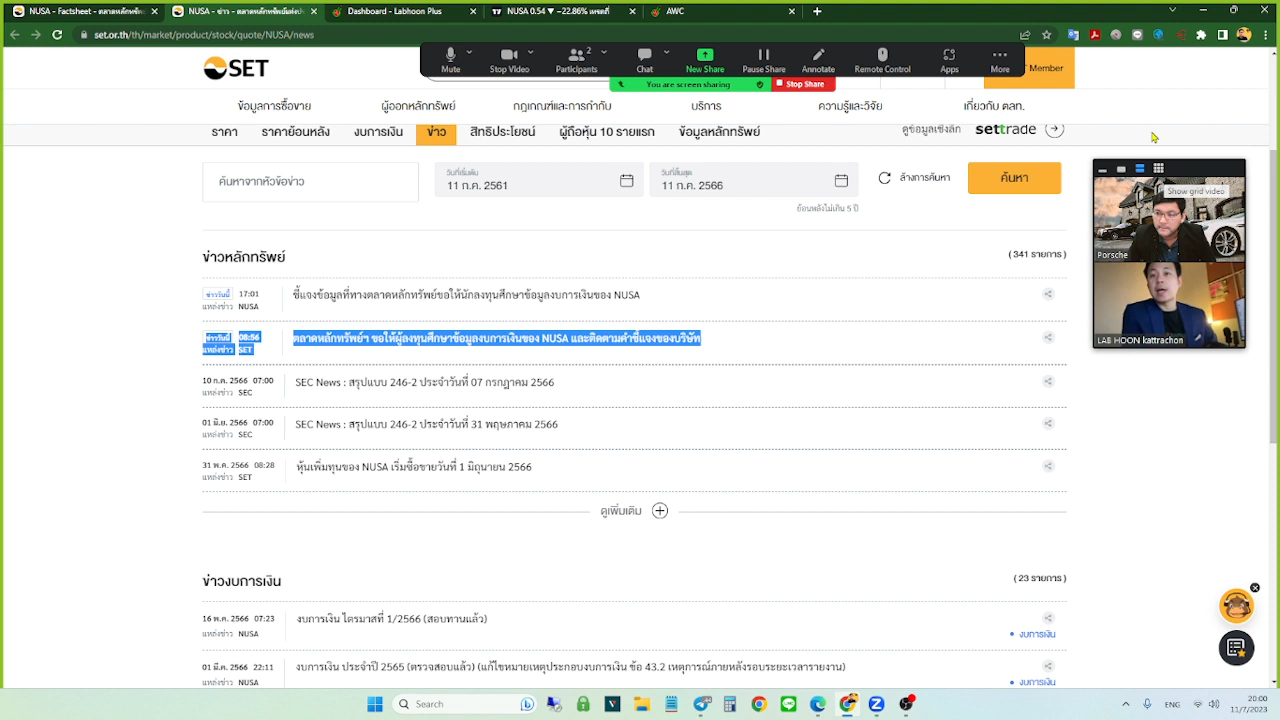 NUSA - Factsheet - ตลาดหลักทรั
NUSA - ตลาดหลักทรัพย์แห่งป
Dashboard - Labhoon Plus
NUSA 0.54 ▼ −22.86% เทรดที่
AWC
set.or.th/th/market/product/stock/quote/NUSA/news
SET
Mute
Stop Video
2
Participants
Chat
New Share
Pause Share
Annotate
Remote Control
Apps
More
Member
You are screen sharing
Stop Share
ข้อมูลการซื้อขาย
ผู้ออกหลักทรัพย์
กฎเกณฑ์และการกำกับ
บริการ
ความรู้และวิจัย
เกี่ยวกับ ตลท.
ราคา
ราคาย้อนหลัง
งบการเงิน
ข่าว
สิทธิประโยชน์
ผู้ถือหุ้น 10 รายแรก
ข้อมูลหลักทรัพย์
ดูข้อมูลเชิงลึก
settrade
ค้นหาจากหัวข้อข่าว
วันที่เริ่มต้น
11 ก.ค. 2561
วันที่สิ้นสุด
11 ก.ค. 2566
ล้างการค้นหา
ค้นหา
ย้อนหลังไม่เกิน 5 ปี
Show grid video
Porsche
LAB HOON kattrachon
ข่าวหลักทรัพย์
( 341 รายการ )
ข่าววันนี้ 17:01
แหล่งข่าว NUSA
ชี้แจงข้อมูลที่ทางตลาดหลักทรัพย์ขอให้นักลงทุนศึกษาข้อมูลงบการเงินของ NUSA
ข่าววันนี้ 08:56
แหล่งข่าว SET
ตลาดหลักทรัพย์ฯ ขอให้ผู้ลงทุนศึกษาข้อมูลงบการเงินของ NUSA และติดตามคำชี้แจงของบริษัท
10 ก.ค. 2566 07:00
แหล่งข่าว SEC
SEC News : สรุปแบบ 246-2 ประจำวันที่ 07 กรกฎาคม 2566
01 มิ.ย. 2566 07:00
แหล่งข่าว SEC
SEC News : สรุปแบบ 246-2 ประจำวันที่ 31 พฤษภาคม 2566
31 พ.ค. 2566 08:28
แหล่งข่าว SET
หุ้นเพิ่มทุนของ NUSA เริ่มซื้อขายวันที่ 1 มิถุนายน 2566
ดูเพิ่มเติม
ข่าวงบการเงิน
( 23 รายการ )
16 พ.ค. 2566 07:23
แหล่งข่าว NUSA
งบการเงิน ไตรมาสที่ 1/2566 (สอบทานแล้ว)
งบการเงิน
01 มี.ค. 2566 22:11
แหล่งข่าว NUSA
งบการเงิน ประจำปี 2565 (ตรวจสอบแล้ว) (แก้ไขหมายเหตุประกอบงบการเงิน ข้อ 43.2 เหตุการณ์ภายหลังรอบระยะเวลารายงาน)
งบการเงิน
Search
ENG
20:00
11/7/2023